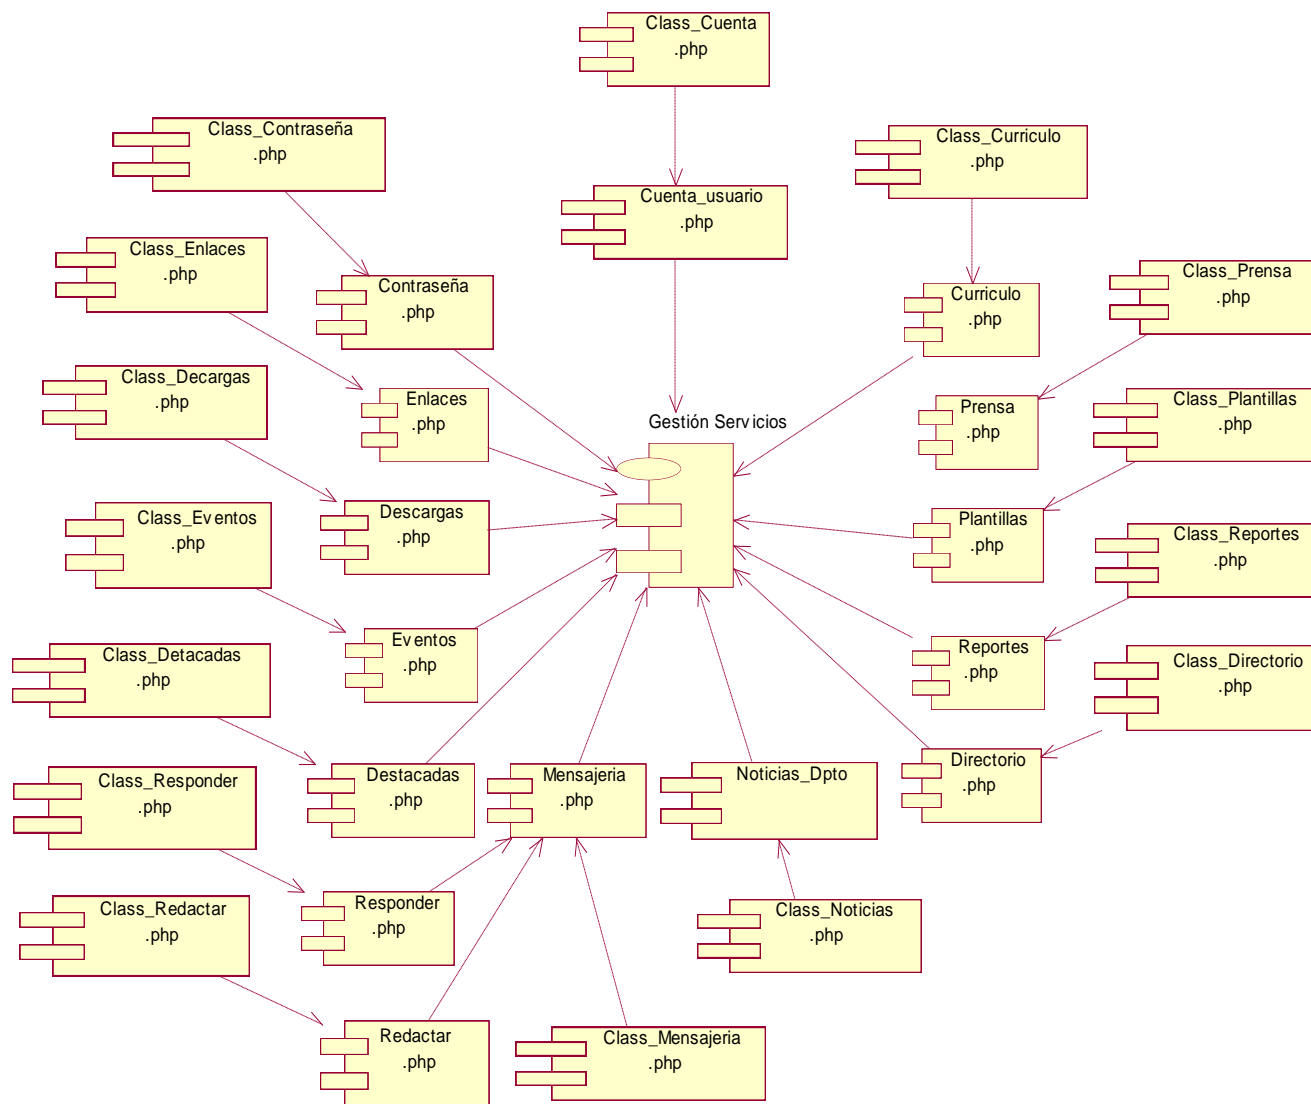 Class_Cuenta
.php
Class_Contraseña
.php
Class_Curriculo
.php
Cuenta_usuario
.php
Class_Enlaces
.php
Contraseña
.php
Curriculo
.php
Class_Prensa
.php
Class_Decargas
.php
Enlaces
.php
Prensa
.php
Class_Plantillas
.php
Gestión Servicios
Class_Eventos
.php
Descargas
.php
Plantillas
.php
Class_Reportes
.php
Class_Detacadas
.php
Eventos
.php
Reportes
.php
Class_Directorio
.php
Class_Responder
.php
Destacadas
.php
Mensajeria
.php
Noticias_Dpto
.php
Directorio
.php
Class_Redactar
.php
Responder
.php
Class_Noticias
.php
Redactar
.php
Class_Mensajeria
.php